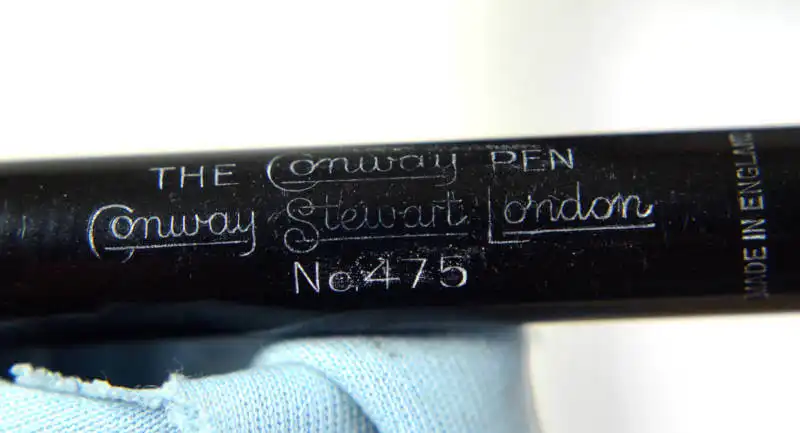 THE Conway PEN
Conway Stewart London
No. 475
MADE IN ENGLAND